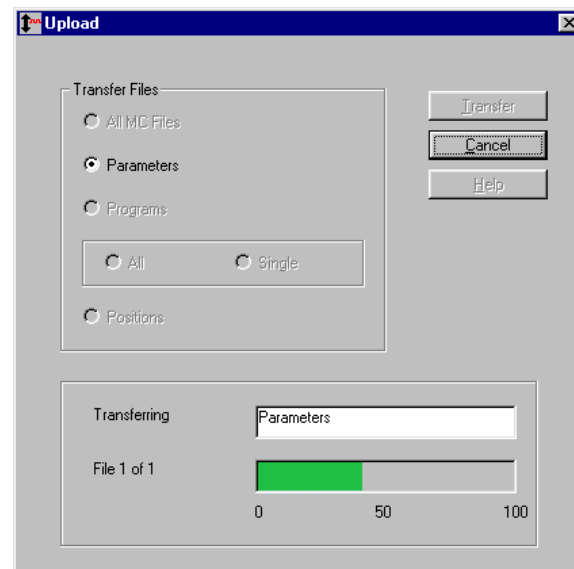 Upload
Transfer Files
All MC Files
Parameters
Programs
All Single
Positions
Transfer
Cancel
Help
Transferring Parameters
File 1 of 1
0 50 100